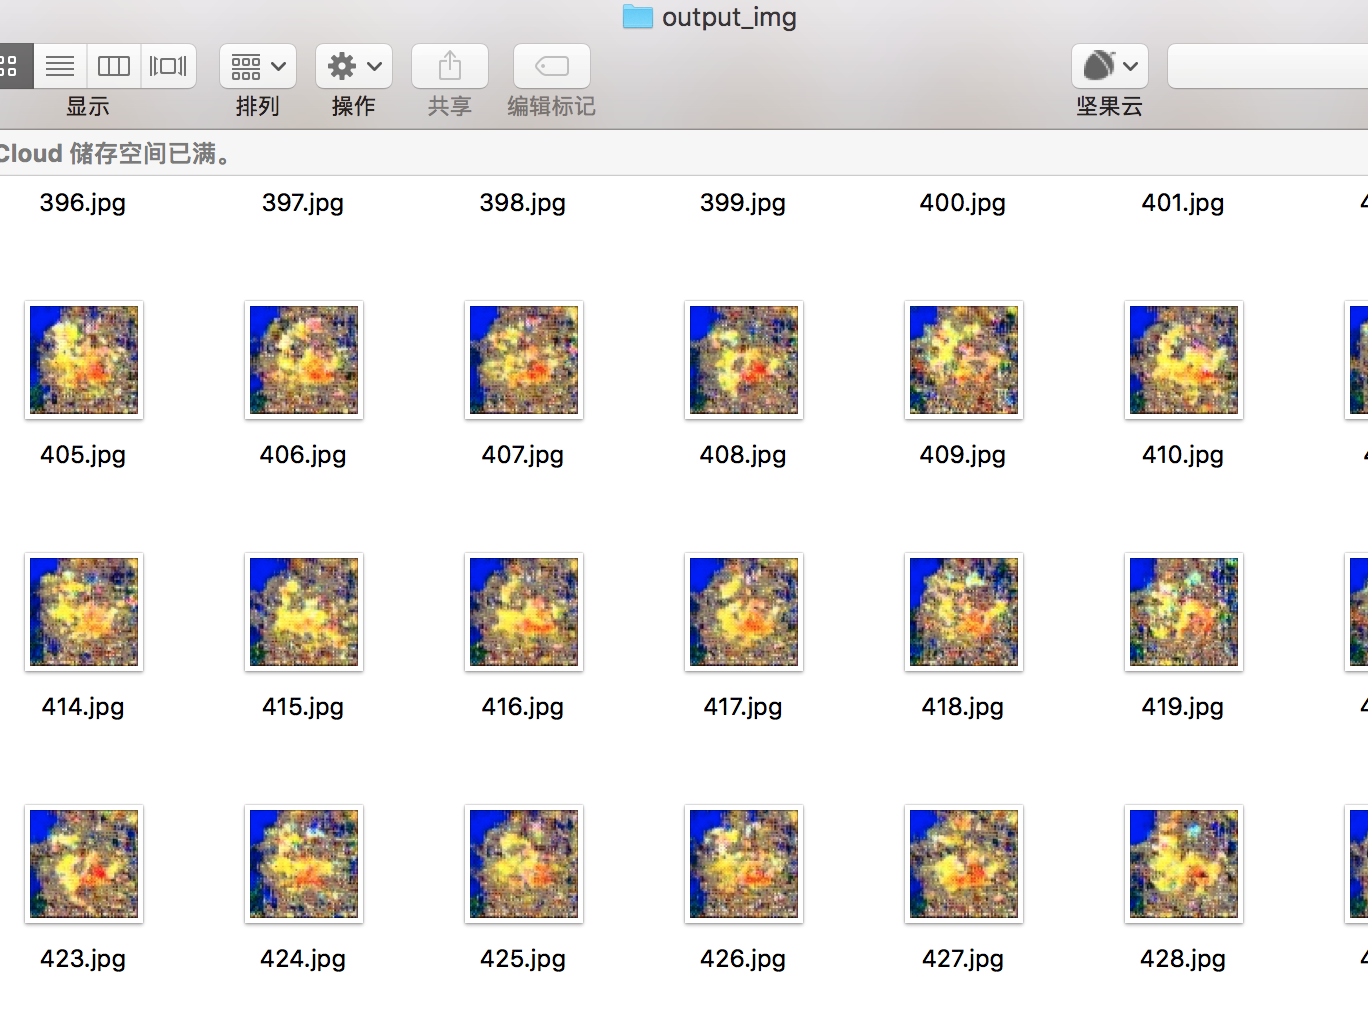 output_img
显示
排列
操作
共享
编辑标记
坚果云
Cloud 储存空间已满。
396.jpg
397.jpg
398.jpg
399.jpg
400.jpg
401.jpg
405.jpg
406.jpg
407.jpg
408.jpg
409.jpg
410.jpg
414.jpg
415.jpg
416.jpg
417.jpg
418.jpg
419.jpg
423.jpg
424.jpg
425.jpg
426.jpg
427.jpg
428.jpg